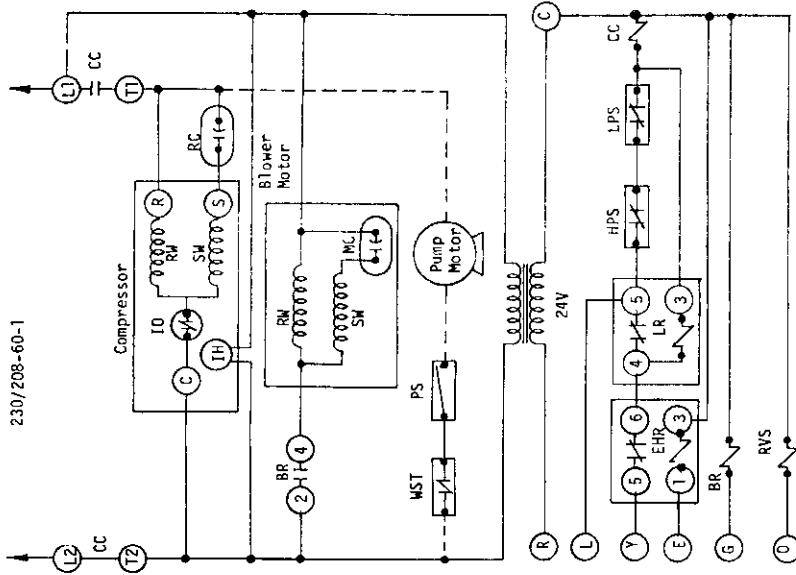 230/208-60-1
L1
CC
T1
L2
CC
T2
Compressor
RC
R
S
RW
SW
IO
C
IH
Blower
Motor
RW
SW
MC
BR
2
4
Pump
Motor
PS
WST
24V
C
R
CC
LPS
HPS
5
3
LR
4
6
3
EHR
5
1
L
Y
E
G
BR
O
RVS